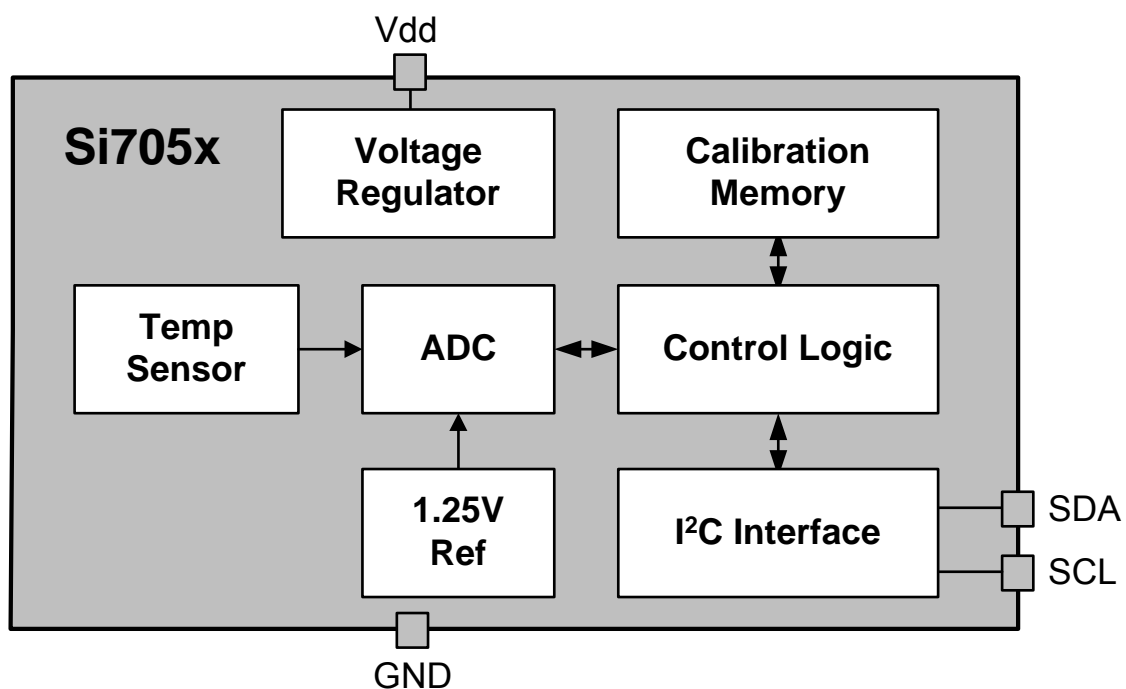 Vdd
Si705x
Voltage
Regulator
Calibration
Memory
Temp
Sensor
ADC
Control Logic
1.25V
Ref
I²C Interface
SDA
SCL
GND